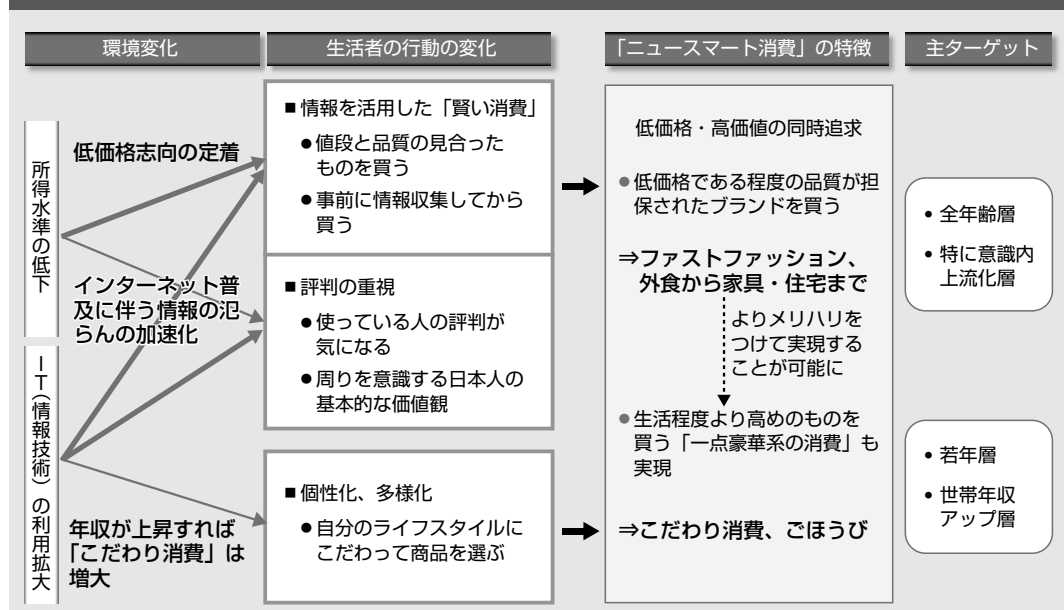 環境変化
生活者の行動の変化
「ニュースマート消費」の特徴
主ターゲット
所得水準の低下
IT（情報技術）の利用拡大
低価格志向の定着
インターネット普
及に伴う情報の氾
らんの加速化
年収が上昇すれば
「こだわり消費」は
増大
■情報を活用した「賢い消費」
●値段と品質の見合った
ものを買う
●事前に情報収集してから
買う
■評判の重視
●使っている人の評判が
気になる
●周りを意識する日本人の
基本的な価値観
■個性化、多様化
●自分のライフスタイルに
こだわって商品を選ぶ
低価格・高価値の同時追求
●低価格である程度の品質が担
保されたブランドを買う
⇒ファストファッション、
外食から家具・住宅まで
よりメリハリを
つけて実現する
ことが可能に
●生活程度より高めのものを
買う「一点豪華系の消費」も
実現
⇒こだわり消費、ごほうび
• 全年齢層
• 特に意識内
上流化層
• 若年層
• 世帯年収
アップ層